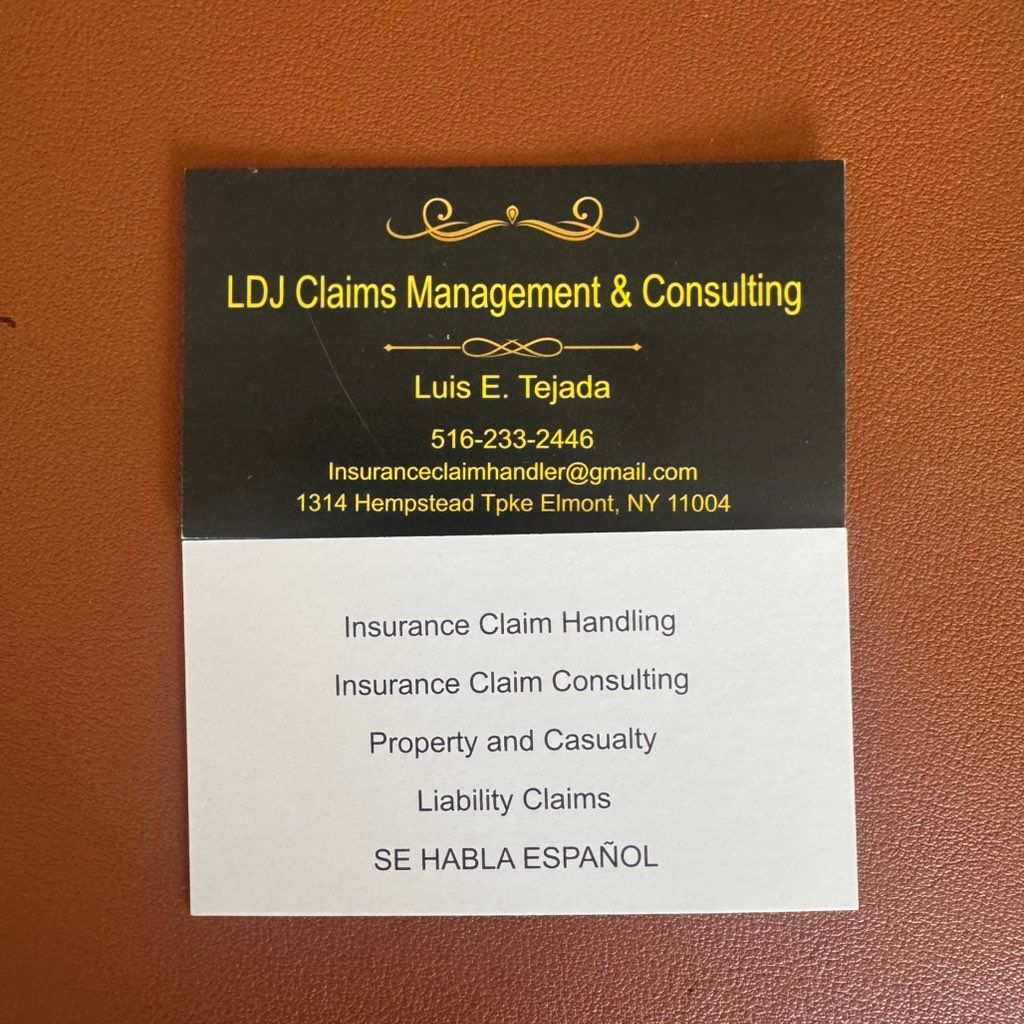 LDJ Claims Management & Consulting
Luis E. Tejada
516-233-2446
Insuranceclaimhandler@gmail.com
1314 Hempstead Tpke Elmont, NY 11004
Insurance Claim Handling
Insurance Claim Consulting
Property and Casualty
Liability Claims
SE HABLA ESPAÑOL